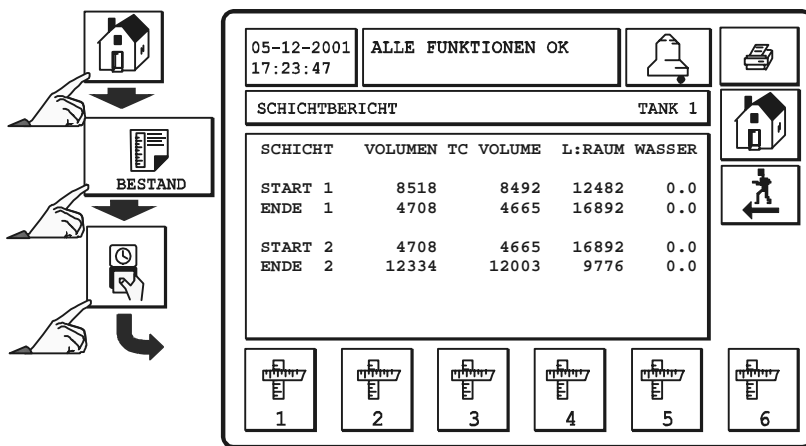 BESTAND
05-12-2001
17:23:47
ALLE FUNKTIONEN OK
SCHICHTBERICHT TANK 1
SCHICHT VOLUMEN TC VOLUME L:RAUM WASSER
START 1 8518 8492 12482 0.0
ENDE 1 4708 4665 16892 0.0
START 2 4708 4665 16892 0.0
ENDE 2 12334 12003 9776 0.0
1 2 3 4 5 6